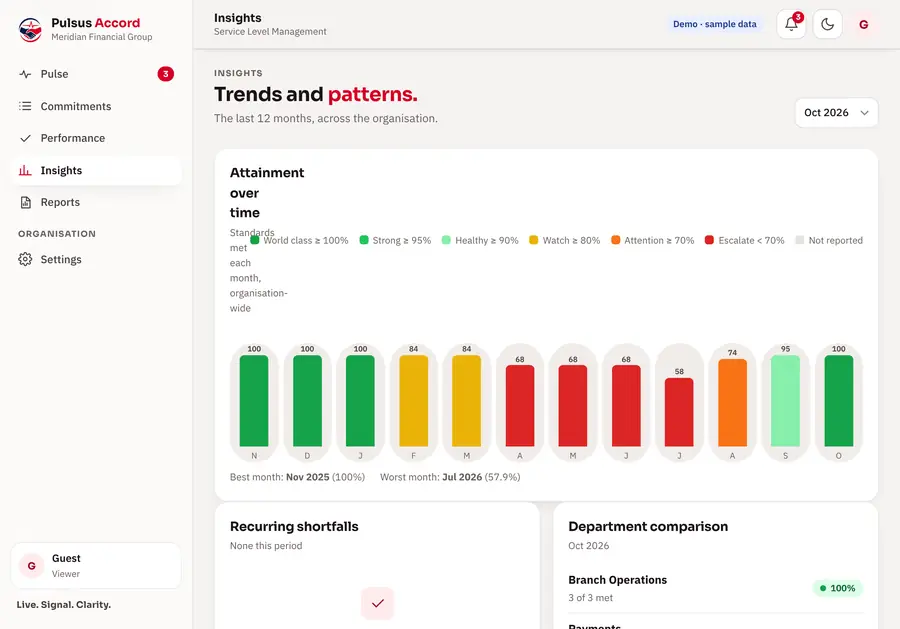 Pulsus Accord
Meridian Financial Group
Pulse
3
Commitments
Performance
Insights
Reports
ORGANISATION
Settings
G
Guest
Viewer
Live. Signal. Clarity.
Insights
Service Level Management
Demo · sample data
3
G
INSIGHTS
Trends and patterns.
The last 12 months, across the organisation.
Oct 2026
Attainment
over
time
Standards
met
each
month,
organisation-
wide
World class ≥ 100%
Strong ≥ 95%
Healthy ≥ 90%
Watch ≥ 80%
Attention ≥ 70%
Escalate < 70%
Not reported
100 100 100 84 84 68 68 68 58 74 95 100
N D J F M A M J J A S O
Best month: Nov 2025 (100%) Worst month: Jul 2026 (57.9%)
Recurring shortfalls
None this period
Department comparison
Oct 2026
Branch Operations
3 of 3 met
100%
Payments